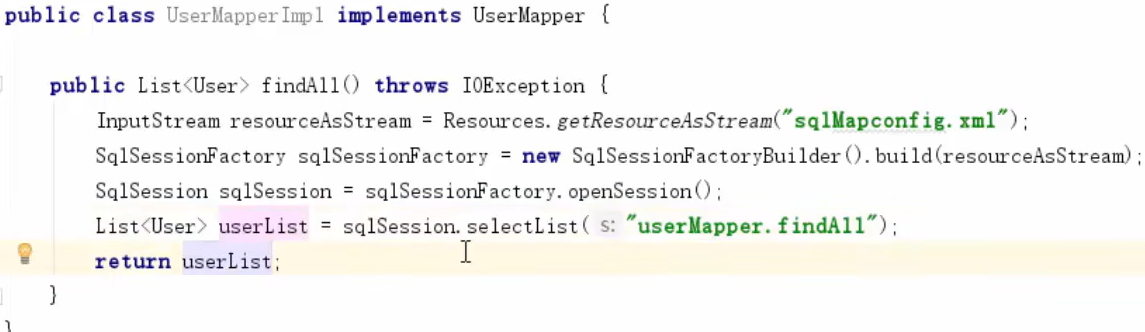 public class UserMapperImpl implements UserMapper {
public List<User> findAll() throws IOException {
InputStream resourceAsStream = Resources.getResourceAsStream("sqlMapconfig.xml");
SqlSessionFactory sqlSessionFactory = new SqlSessionFactoryBuilder().build(resourceAsStream);
SqlSession sqlSession = sqlSessionFactory.openSession();
List<User> userList = sqlSession.selectList( s: "userMapper.findAll");
return userList;
}
}